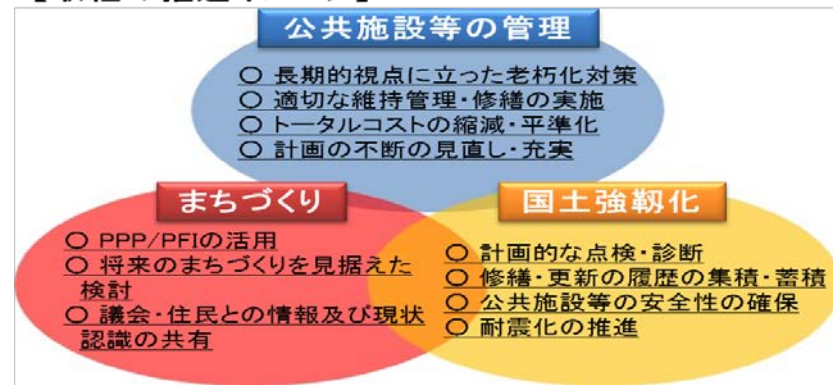 公共施設等の管理
〇 長期的視点に立った老朽化対策
〇 適切な維持管理・修繕の実施
〇 トータルコストの縮減・平準化
〇 計画の不断の見直し・充実
まちづくり
〇 PPP/PFIの活用
〇 将来のまちづくりを見据えた
検討
〇 議会・住民との情報及び現状
認識の共有
国土強靱化
〇 計画的な点検・診断
〇 修繕・更新の履歴の集積・蓄積
〇 公共施設等の安全性の確保
〇 耐震化の推進